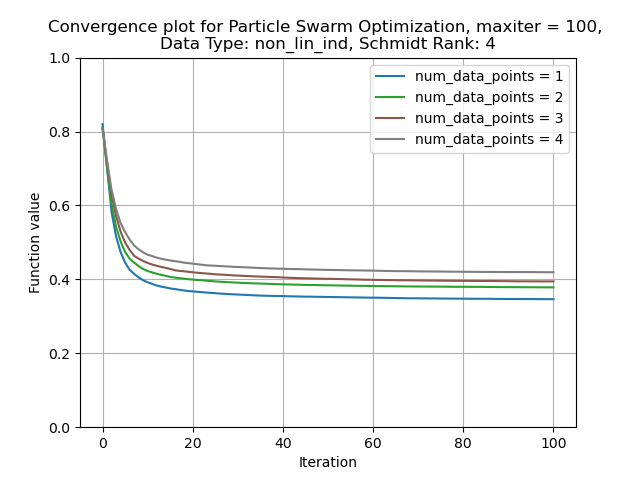 Convergence plot for Particle Swarm Optimization, maxiter = 100,
Data Type: non_lin_ind, Schmidt Rank: 4
1.0
0.8
0.6
0.4
0.2
0.0
Function value
num_data_points = 1
num_data_points = 2
num_data_points = 3
num_data_points = 4
0 20 40 60 80 100
Iteration